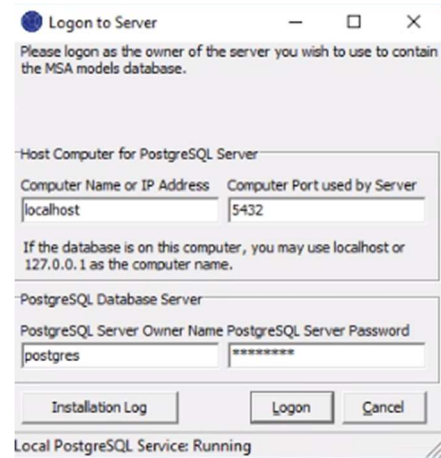 Logon to Server
Please logon as the owner of the server you wish to use to contain
the MSA models database.
Host Computer for PostgreSQL Server
Computer Name or IP Address Computer Port used by Server
localhost 5432
If the database is on this computer, you may use localhost or
127.0.0.1 as the computer name.
PostgreSQL Database Server
PostgreSQL Server Owner Name PostgreSQL Server Password
postgres ********
Installation Log Logon Cancel
Local PostgreSQL Service: Running